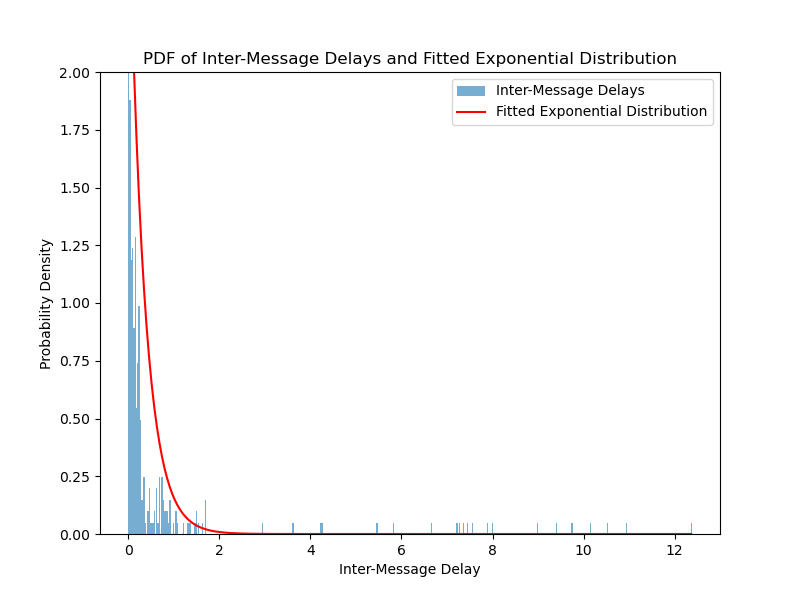 PDF of Inter-Message Delays and Fitted Exponential Distribution
Inter-Message Delays
Fitted Exponential Distribution
Probability Density
2.00
1.75
1.50
1.25
1.00
0.75
0.50
0.25
0.00
0 2 4 6 8 10 12
Inter-Message Delay